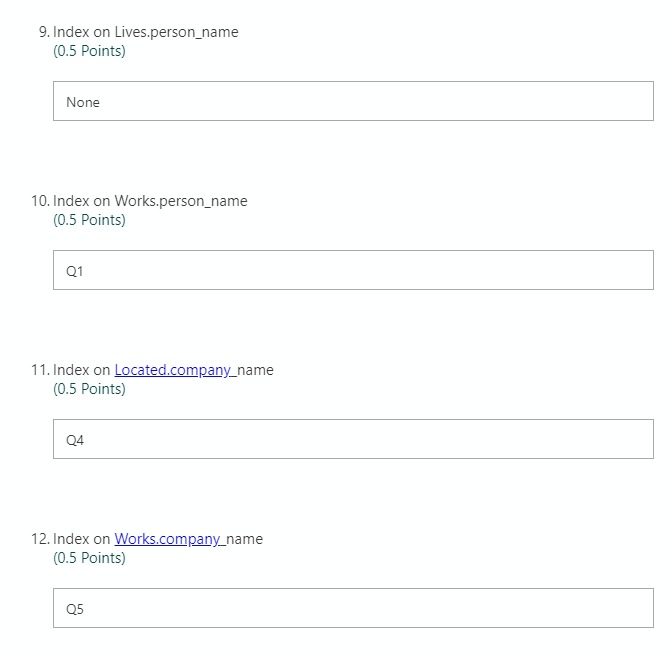 9. Index on Lives.person_name
(0.5 Points)
None
10. Index on Works.person_name
(0.5 Points)
Q1
11. Index on Located.company_name
(0.5 Points)
Q4
12. Index on Works.company_name
(0.5 Points)
Q5